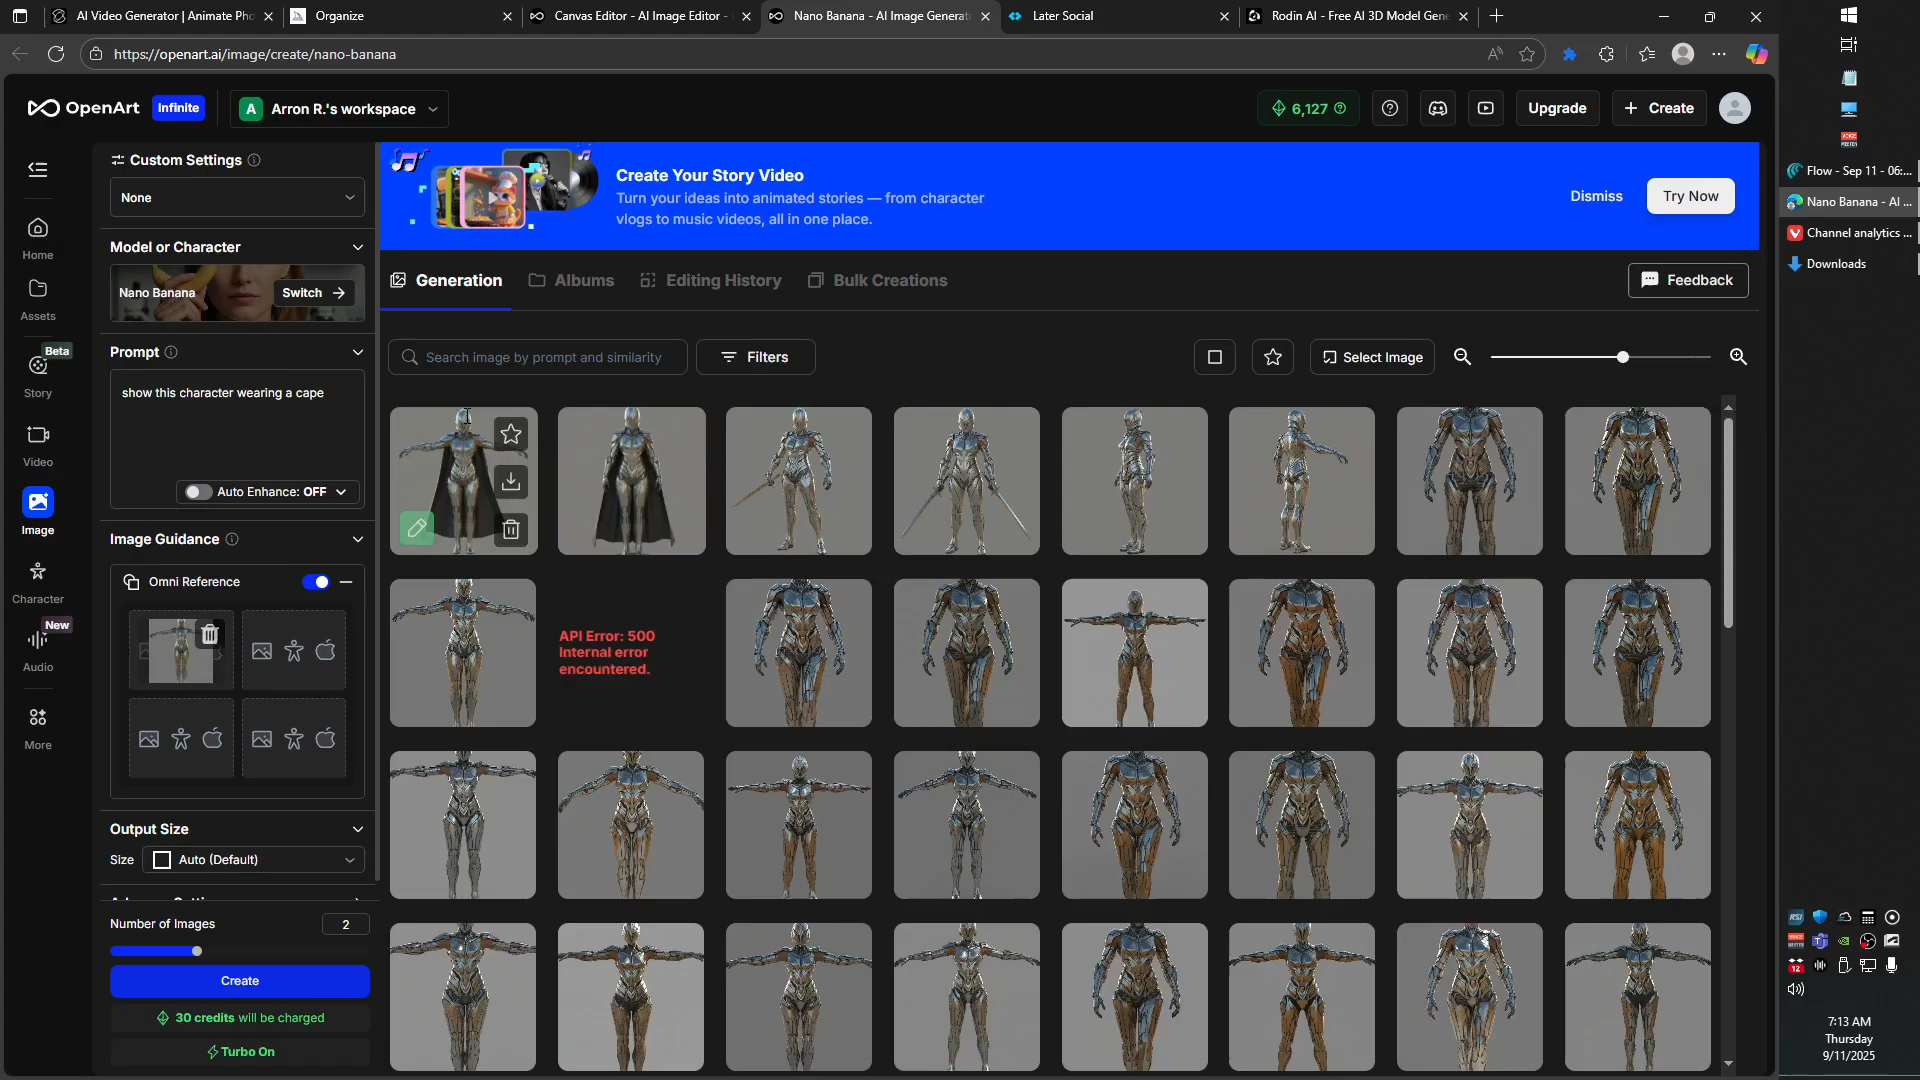 AI Video Generator | Animate Pho
Organize
Canvas Editor - AI Image Editor -
Nano Banana - AI Image Generat
Later Social
Rodin AI - Free AI 3D Model Gene
https://openart.ai/image/create/nano-banana
OpenArt
Infinite
A
Arron R.'s workspace
6,127
Upgrade
Create
Custom Settings
None
Model or Character
Nano Banana
Switch
Prompt
show this character wearing a cape
Auto Enhance: OFF
Image Guidance
Omni Reference
Output Size
Size
Auto (Default)
Number of Images
2
Create
30 credits will be charged
Turbo On
Home
Assets
Beta
Story
Video
Image
Character
New
Audio
More
Create Your Story Video
Turn your ideas into animated stories — from character
vlogs to music videos, all in one place.
Dismiss
Try Now
Generation
Albums
Editing History
Bulk Creations
Feedback
Search image by prompt and similarity
Filters
Select Image
API Error: 500
Internal error
encountered.
Flow - Sep 11 - 06:...
Nano Banana - AI ...
Channel analytics ...
Downloads
12
7:13 AM
Thursday
9/11/2025